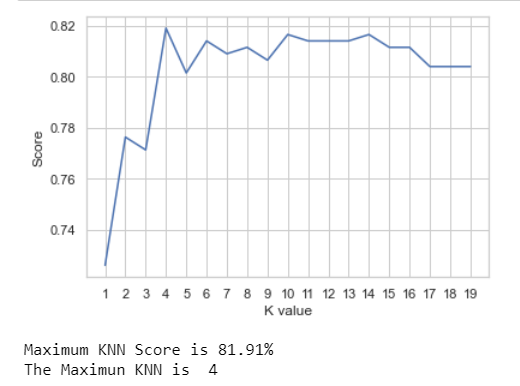 0.82
0.80
0.78
0.76
0.74
Score
1 2 3 4 5 6 7 8 9 10 11 12 13 14 15 16 17 18 19
K value
Maximum KNN Score is 81.91%
The Maximun KNN is  4